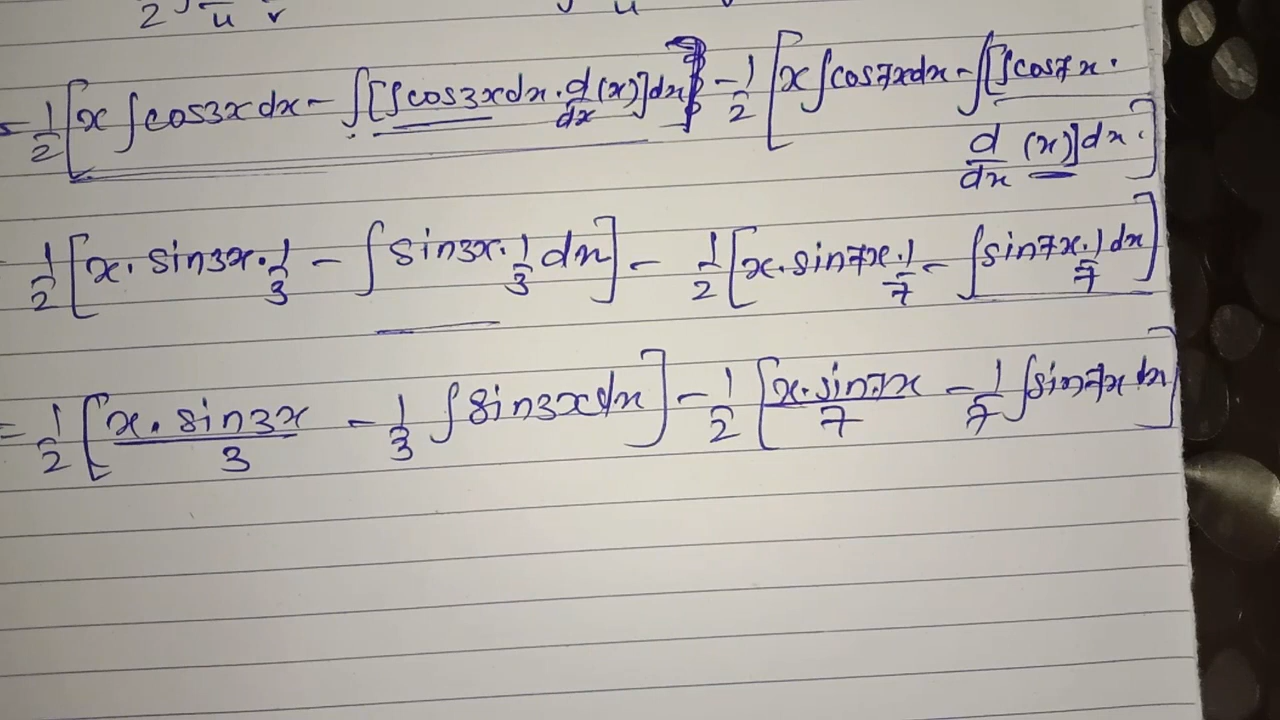 2 ∫ u v ∫ u
= 1/2 [x ∫cos3x dx - ∫[∫cos3x dx . d/dx (x)] dx] - 1/2 [x ∫cos7x dx - ∫[∫cos7x .
d/dx (x)] dx .]
1/2 [x. sin3x . 1/3 - ∫ sin3x . 1/3 dx] - 1/2 [x. sin7x . 1/7 - ∫sin7x . 1/7 dx]
= 1/2 [x. sin3x / 3 - 1/3 ∫ sin3x dx] - 1/2 [x. sin7x / 7 - 1/7 ∫sin7x dx]